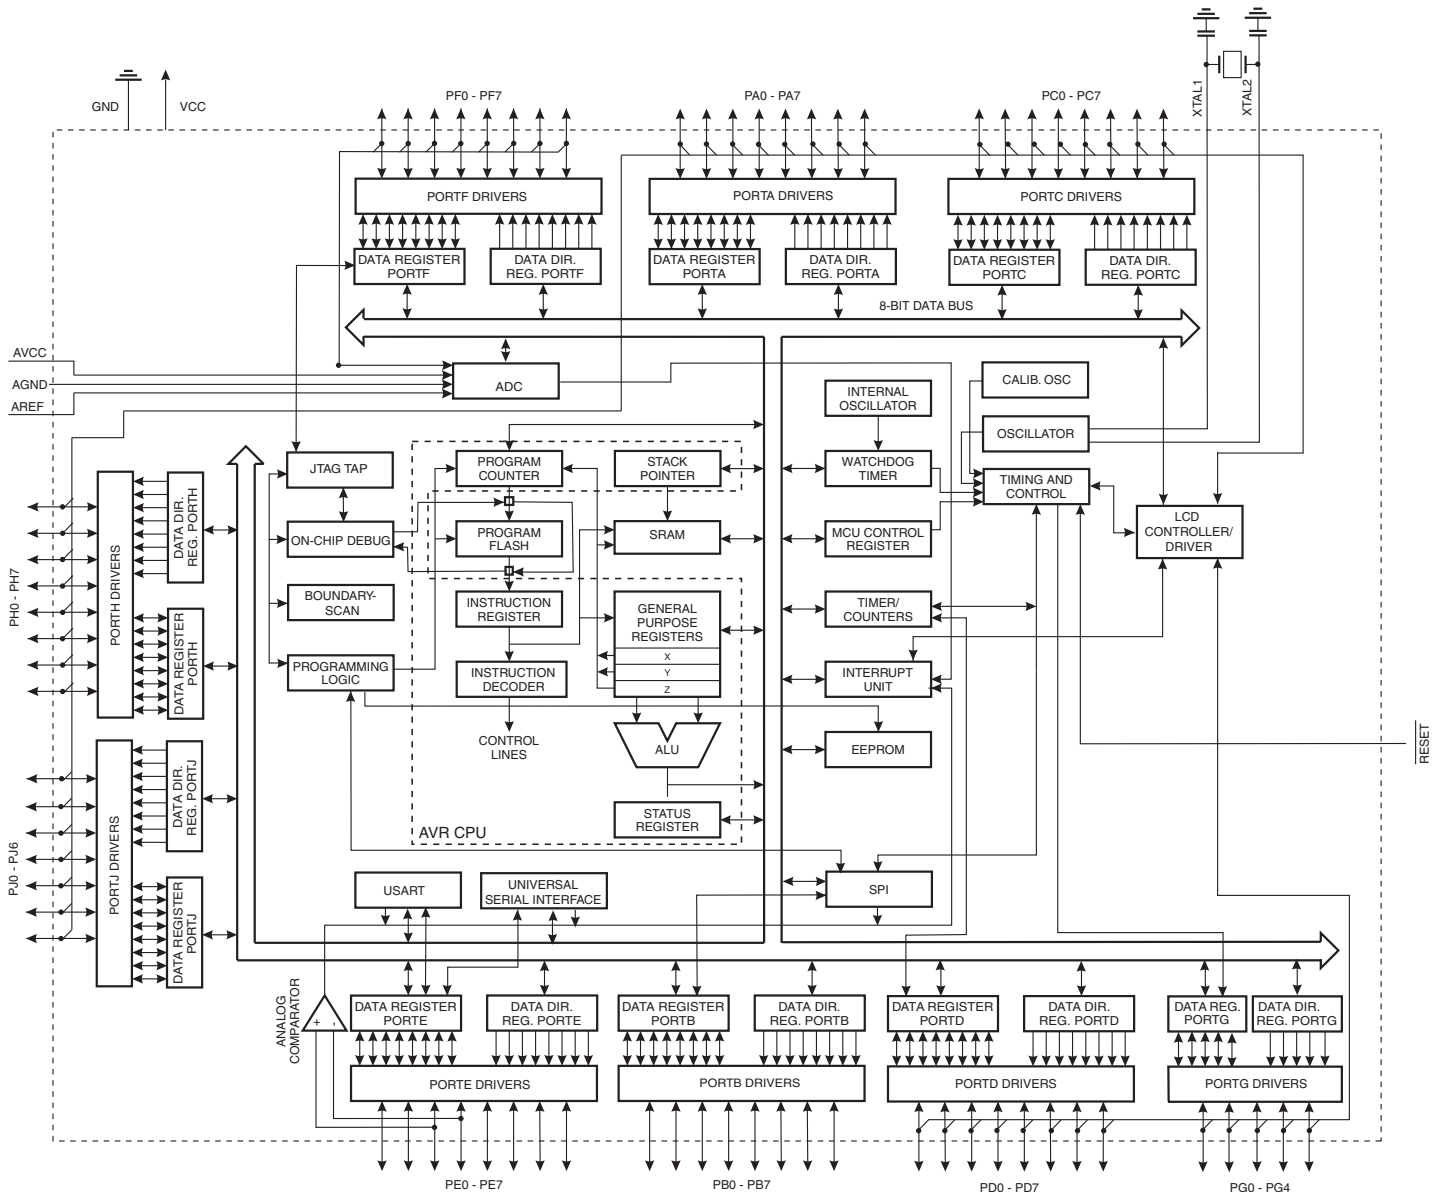 XTAL1
XTAL2
GND
VCC
PF0 - PF7
PA0 - PA7
PC0 - PC7
PORTF DRIVERS
PORTA DRIVERS
PORTC DRIVERS
DATA REGISTER
PORTF
DATA DIR.
REG. PORTF
DATA REGISTER
PORTA
DATA DIR.
REG. PORTA
DATA REGISTER
PORTC
DATA DIR.
REG. PORTC
8-BIT DATA BUS
AVCC
AGND
AREF
ADC
CALIB. OSC
INTERNAL
OSCILLATOR
OSCILLATOR
JTAG TAP
PROGRAM
COUNTER
STACK
POINTER
WATCHDOG
TIMER
TIMING AND
CONTROL
LCD
CONTROLLER/
DRIVER
ON-CHIP DEBUG
PROGRAM
FLASH
SRAM
MCU CONTROL
REGISTER
BOUNDARY-
SCAN
INSTRUCTION
REGISTER
GENERAL
PURPOSE
REGISTERS
X
Y
Z
TIMER/
COUNTERS
PROGRAMMING
LOGIC
INSTRUCTION
DECODER
INTERRUPT
UNIT
CONTROL
LINES
ALU
EEPROM
RESET
STATUS
REGISTER
AVR CPU
PH0 - PH7
PORTH DRIVERS
DATA DIR.
REG. PORTH
DATA REGISTER
PORTH
PJ0 - PJ6
PORTJ DRIVERS
DATA DIR.
REG. PORTJ
DATA REGISTER
PORTJ
USART
UNIVERSAL
SERIAL INTERFACE
SPI
ANALOG
COMPARATOR
+
-
DATA REGISTER
PORTE
DATA DIR.
REG. PORTE
DATA REGISTER
PORTB
DATA DIR.
REG. PORTB
DATA REGISTER
PORTD
DATA DIR.
REG. PORTD
DATA REG.
PORTG
DATA DIR.
REG. PORTG
PORTE DRIVERS
PORTB DRIVERS
PORTD DRIVERS
PORTG DRIVERS
PE0 - PE7
PB0 - PB7
PD0 - PD7
PG0 - PG4